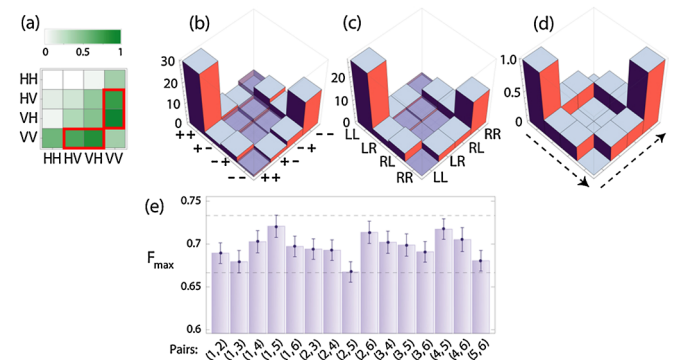 (a)
0 0.5 1
HH
HV
VH
VV
HH HV VH VV
(b)
30
20
10
0
++
+-
-+
--
++
+-
-+
--
(c)
20
10
0
LL
LR
RL
RR
LL
LR
RL
RR
(d)
1.0
0.5
0
(e)
0.75
0.7
0.65
0.6
Fmax
Pairs: (1,2) (1,3) (1,4) (1,5) (1,6) (2,3) (2,4) (2,5) (2,6) (3,4) (3,5) (3,6) (4,5) (4,6) (5,6)